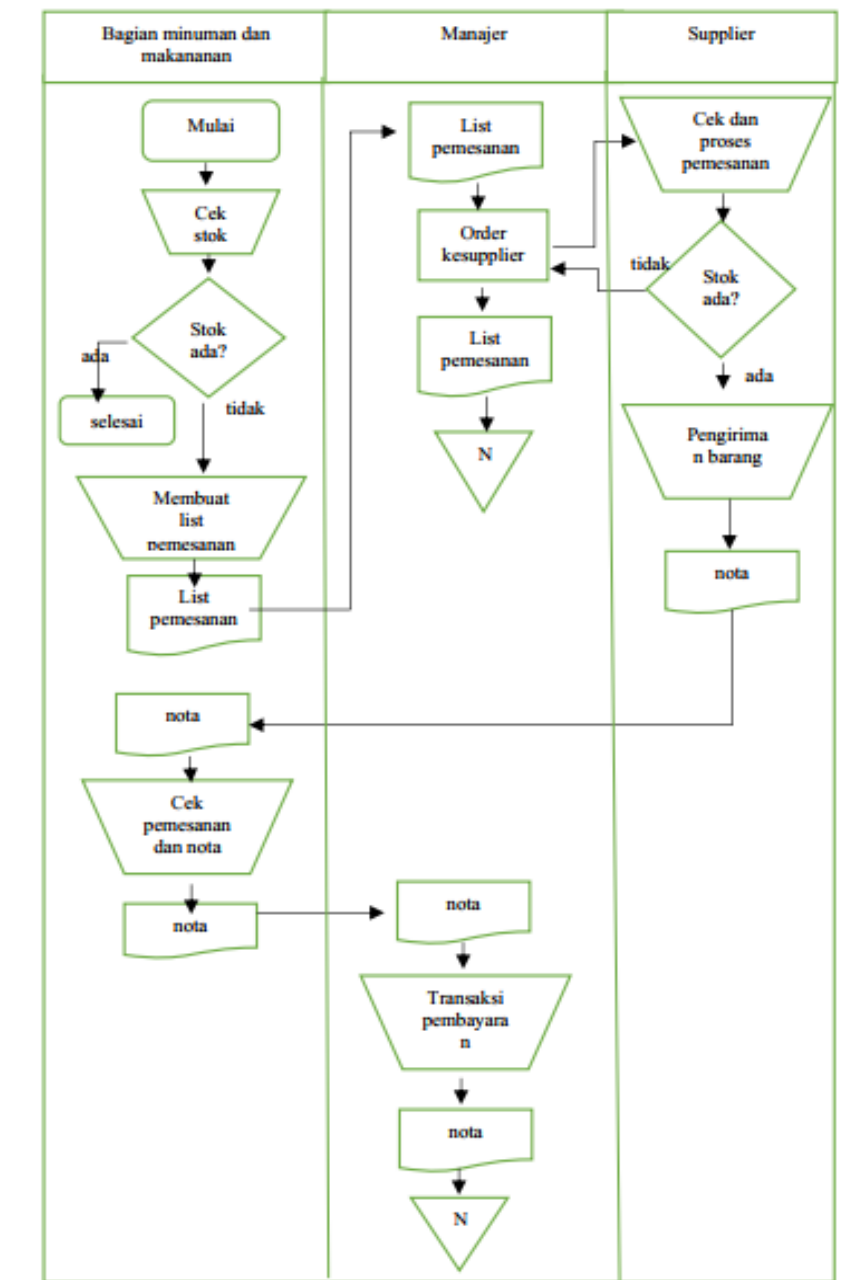 Bagian minuman dan
makananan
Manajer
Supplier
Mulai
Cek
stok
Stok
ada?
ada
selesai
tidak
Membuat
list
pemesanan
List
pemesanan
List
pemesanan
Order
kesupplier
List
pemesanan
N
Cek dan
proses
pemesanan
tidak
Stok
ada?
ada
Pengirima
n barang
nota
nota
Cek
pemesanan
dan nota
nota
nota
Transaksi
pembayara
n
nota
N